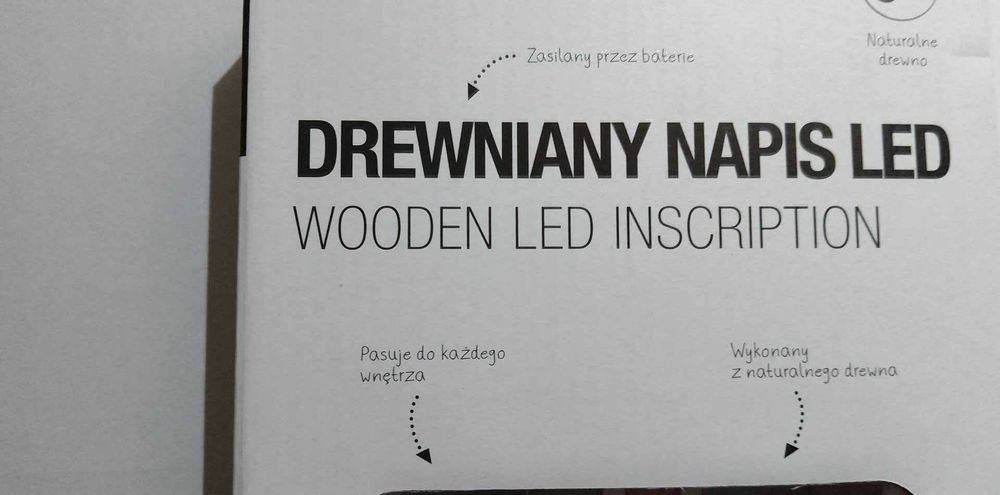 Naturalne
drewno
Zasilany przez baterie
DREWNIANY NAPIS LED
WOODEN LED INSCRIPTION
Pasuje do każdego
wnętrza
Wykonany
z naturalnego drewna